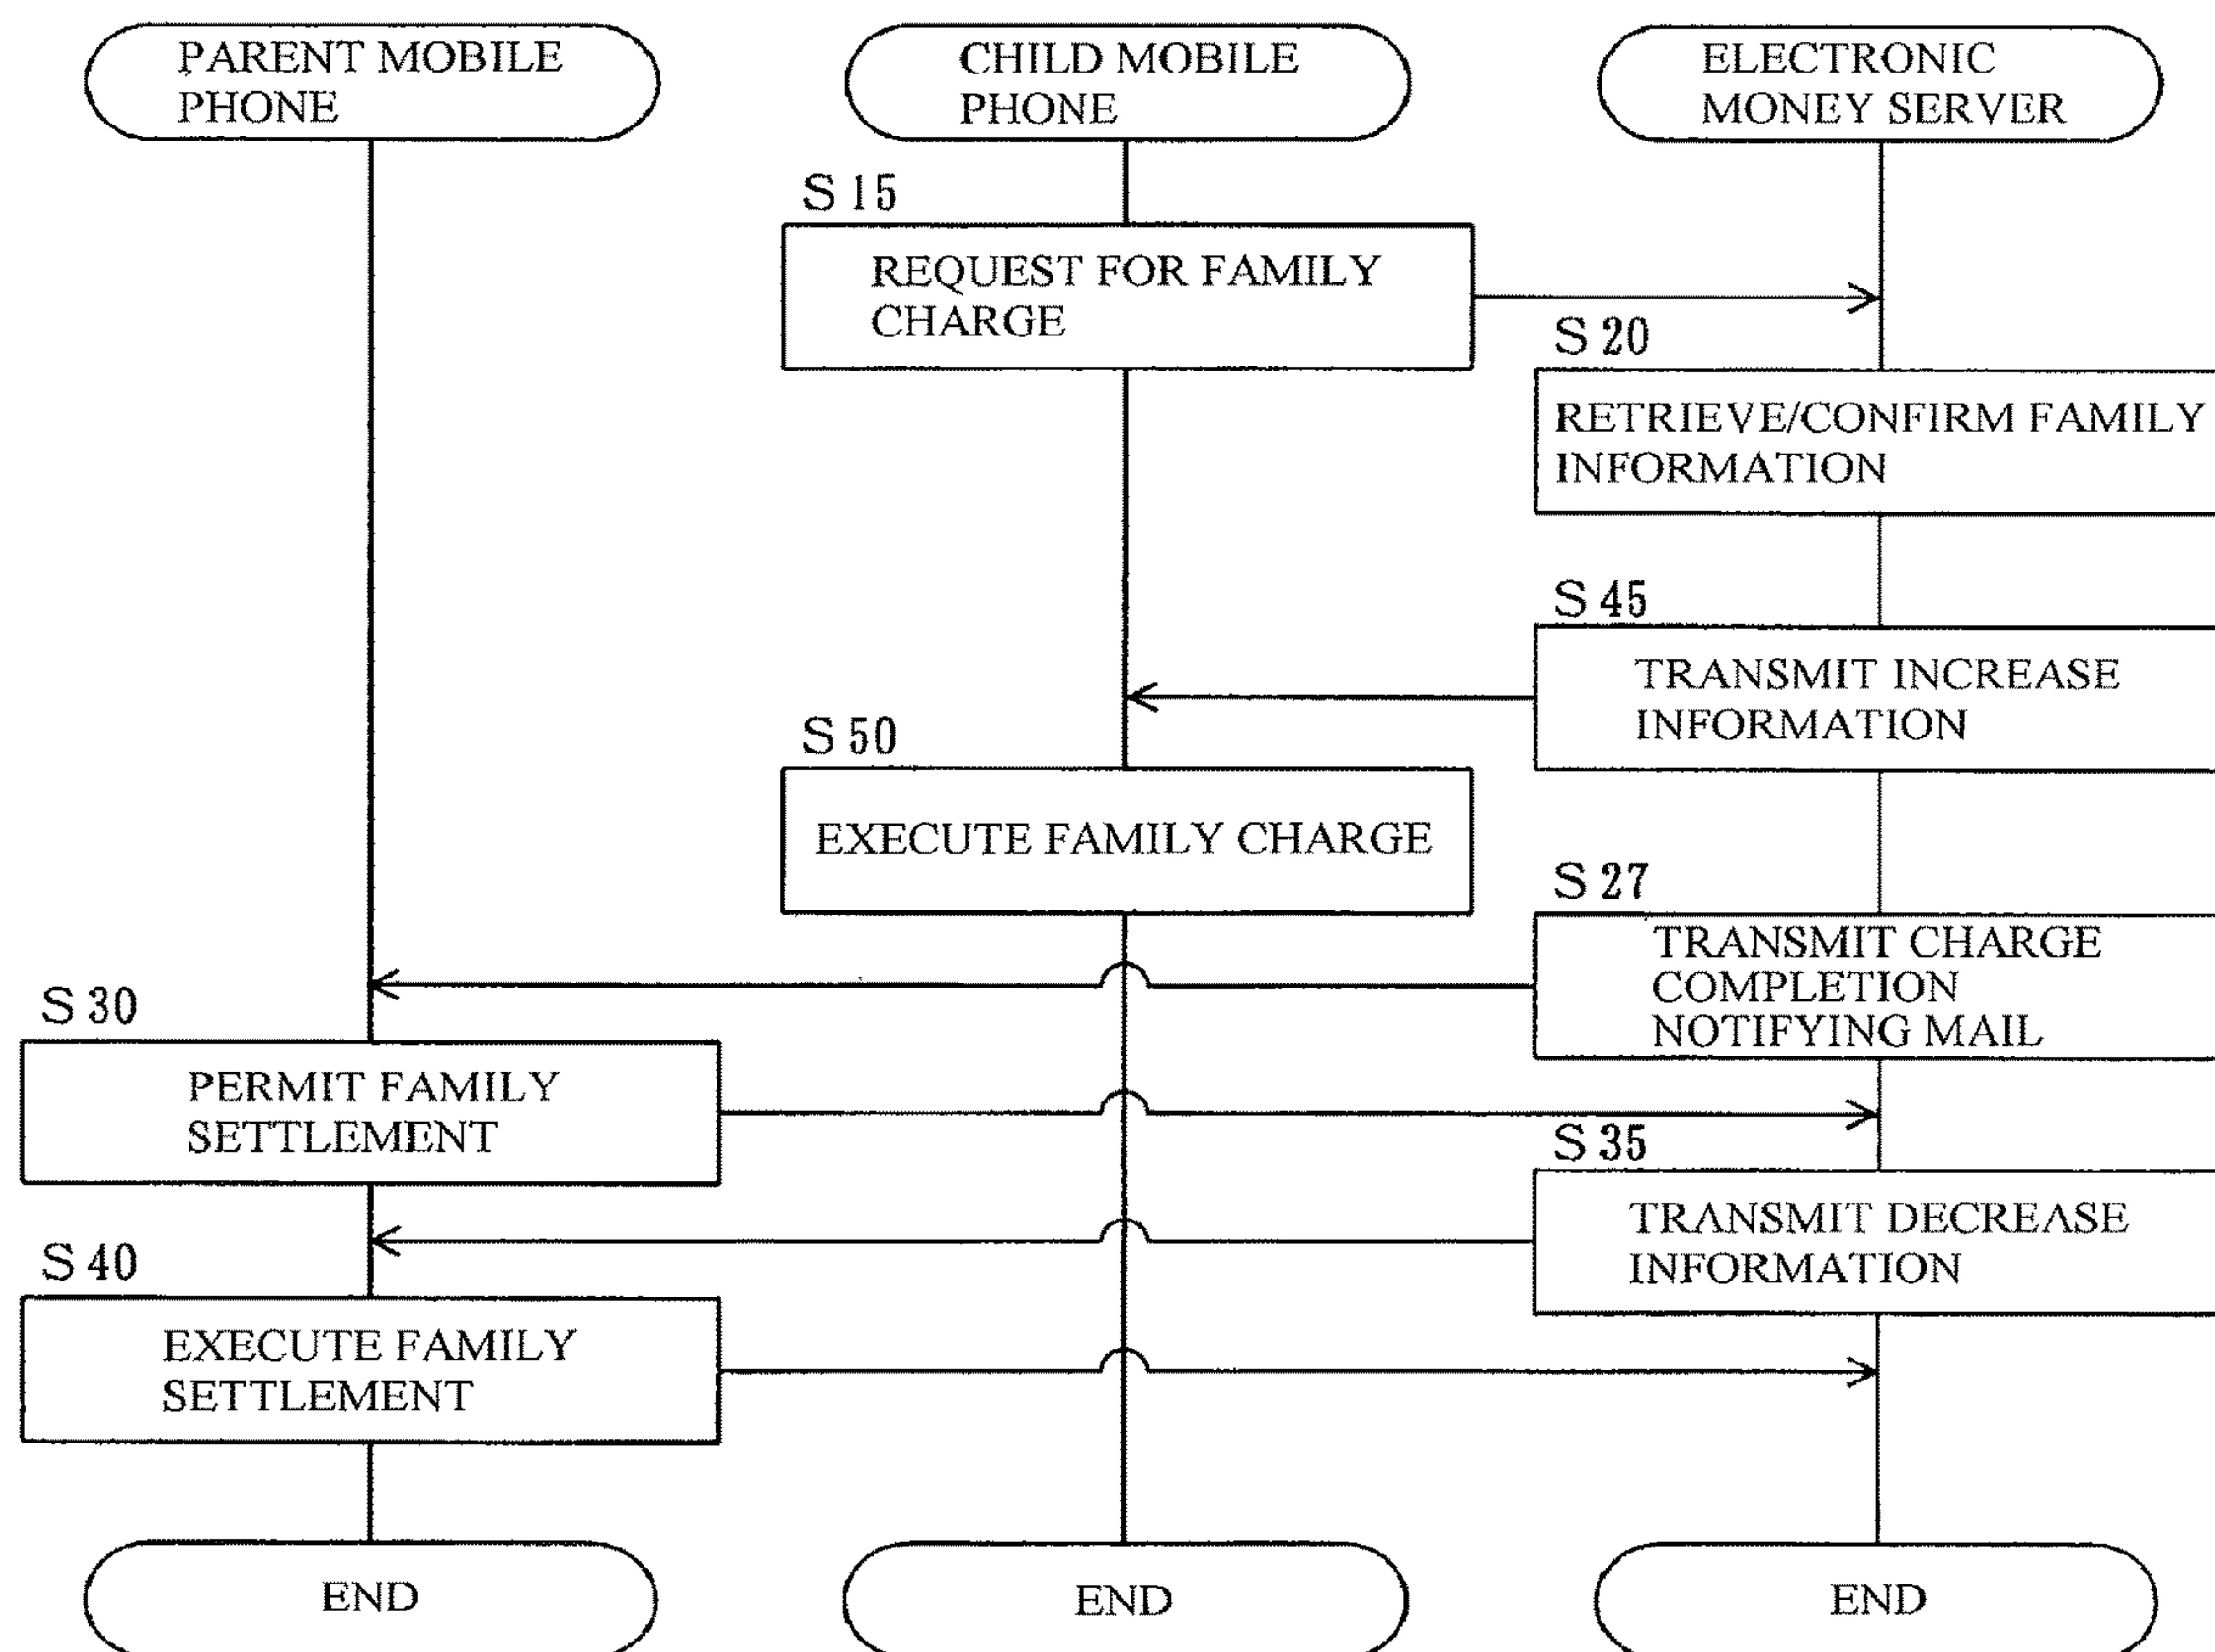 PARENT MOBILE
PHONE
CHILD MOBILE
PHONE
ELECTRONIC
MONEY SERVER
S 15
REQUEST FOR FAMILY
CHARGE
S 20
RETRIEVE/CONFIRM FAMILY
INFORMATION
S 45
TRANSMIT INCREASE
INFORMATION
S 50
EXECUTE FAMILY CHARGE
S 27
TRANSMIT CHARGE
COMPLETION
NOTIFYING MAIL
S 30
PERMIT FAMILY
SETTLEMENT
S 35
TRANSMIT DECREASE
INFORMATION
S 40
EXECUTE FAMILY
SETTLEMENT
END
END
END